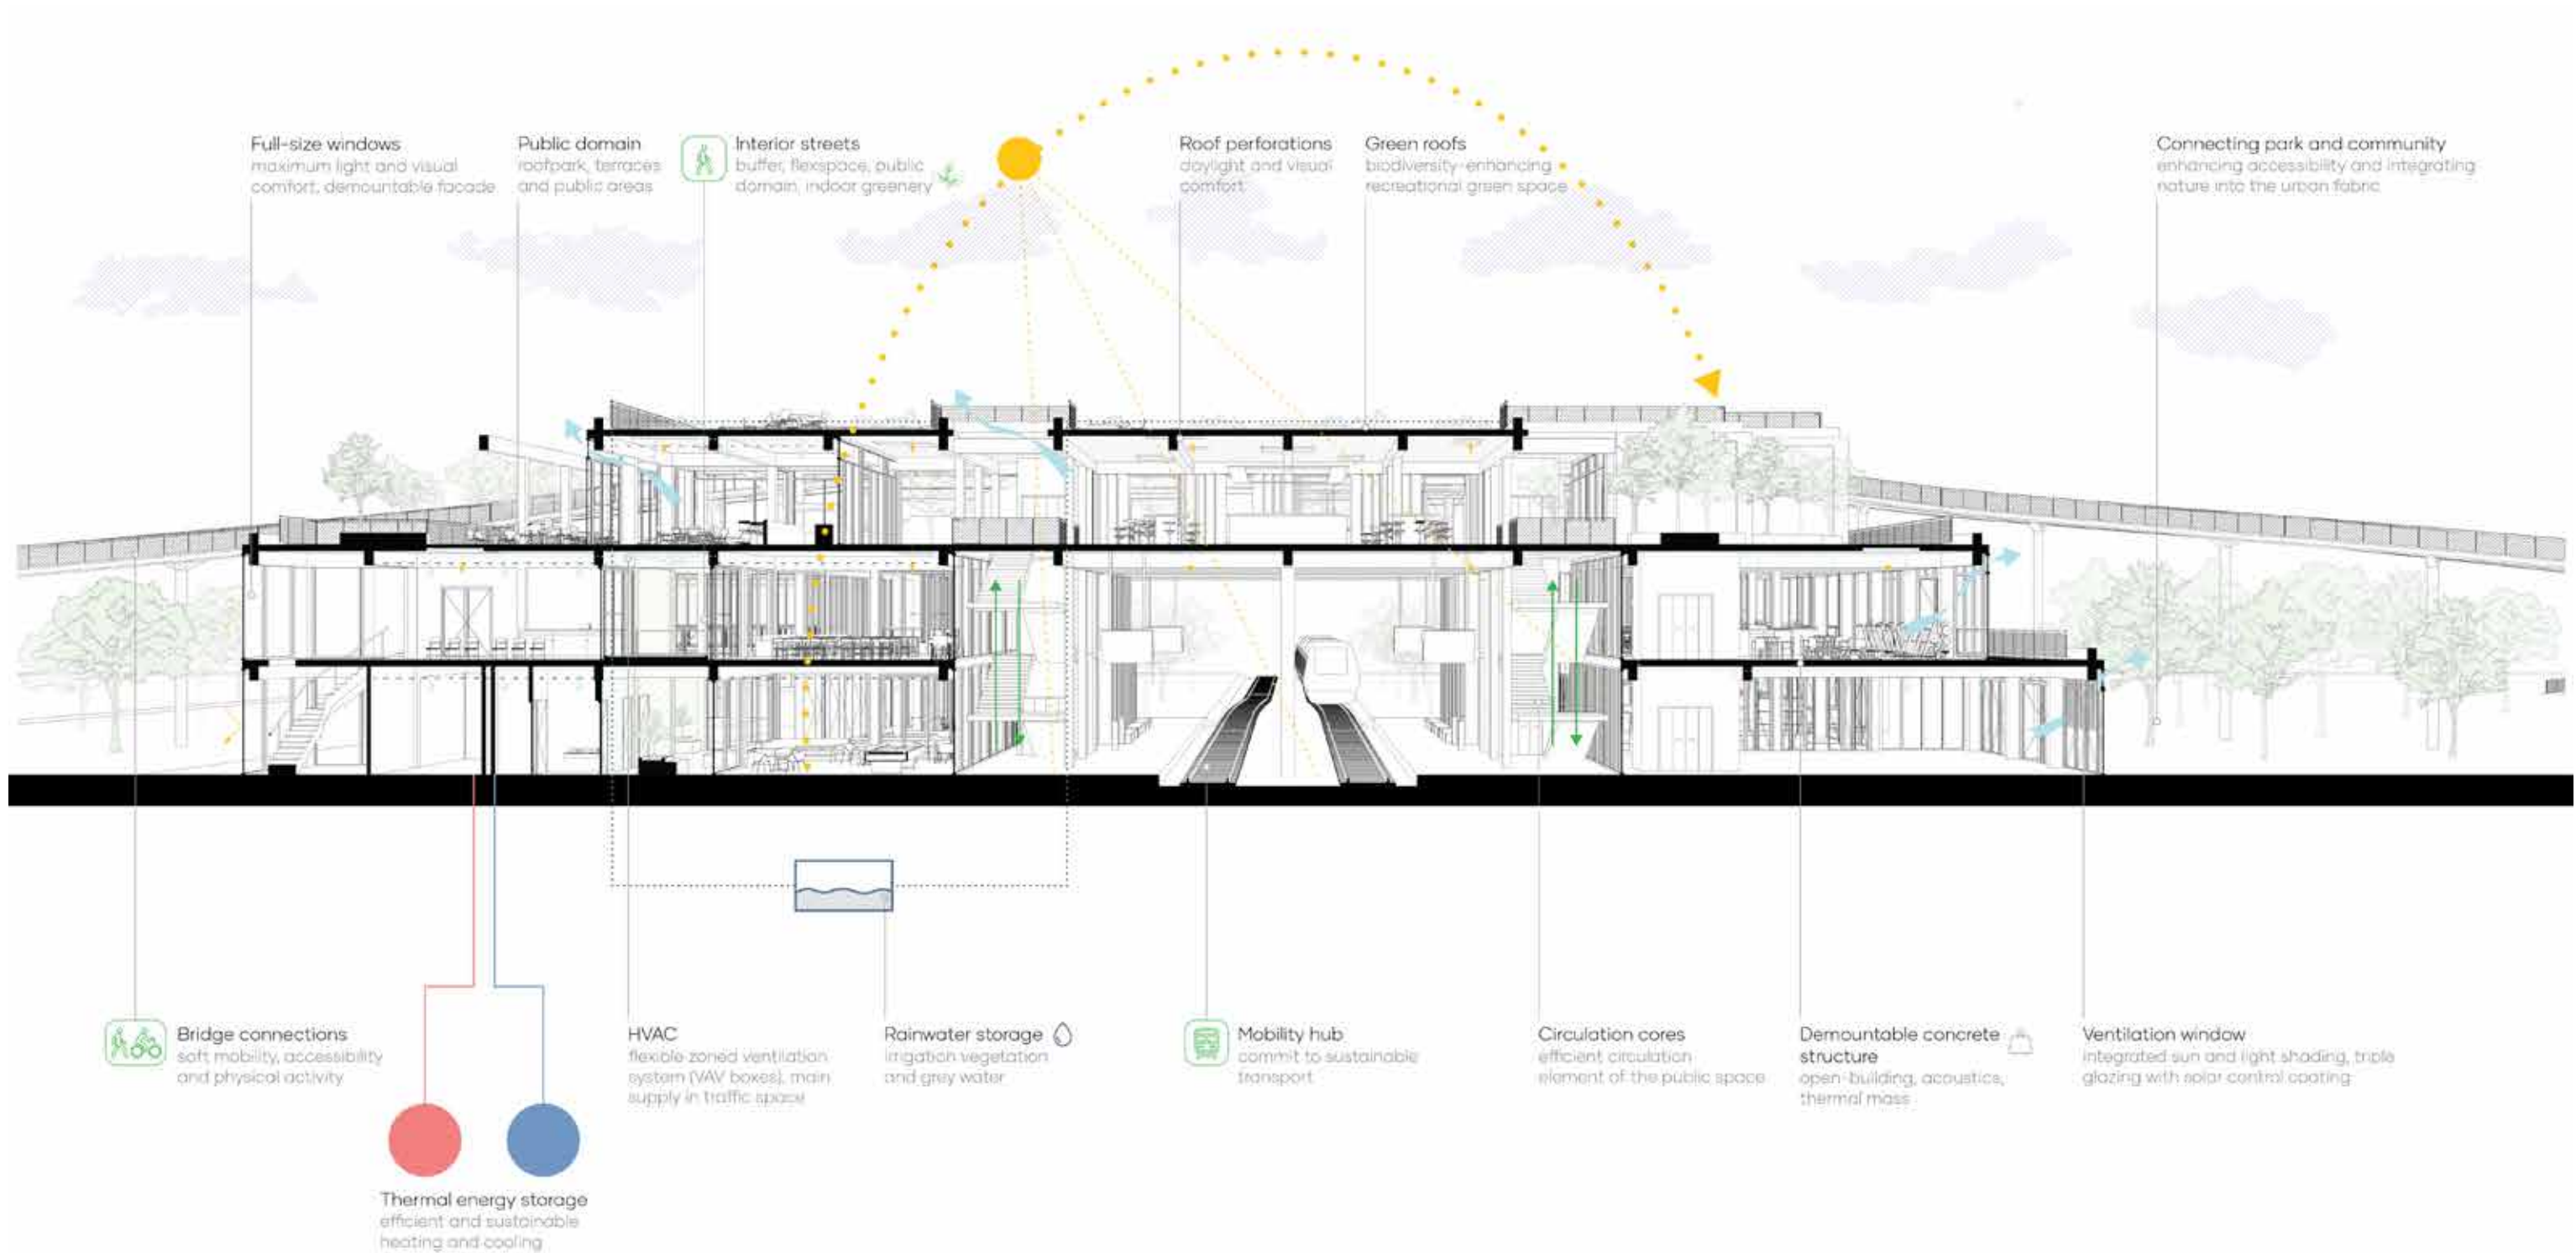 Full-size windows
maximum light and visual
comfort, demountable facade
Public domain
roofpark, terraces
and public areas
Interior streets
buffer, flexspace, public
domain, indoor greenery
Roof perforations
daylight and visual
comfort
Green roofs
biodiversity-enhancing
recreational green space
Connecting park and community
enhancing accessibility and integrating
nature into the urban fabric
Bridge connections
soft mobility, accessibility
and physical activity
Thermal energy storage
efficient and sustainable
heating and cooling
HVAC
flexible zoned ventilation
system (VAV boxes), main
supply in traffic space
Rainwater storage
irrigation vegetation
and grey water
Mobility hub
commit to sustainable
transport
Circulation cores
efficient circulation
element of the public space
Demountable concrete
structure
open-building, acoustics,
thermal mass
Ventilation window
integrated sun and light shading, triple
glazing with solar control coating